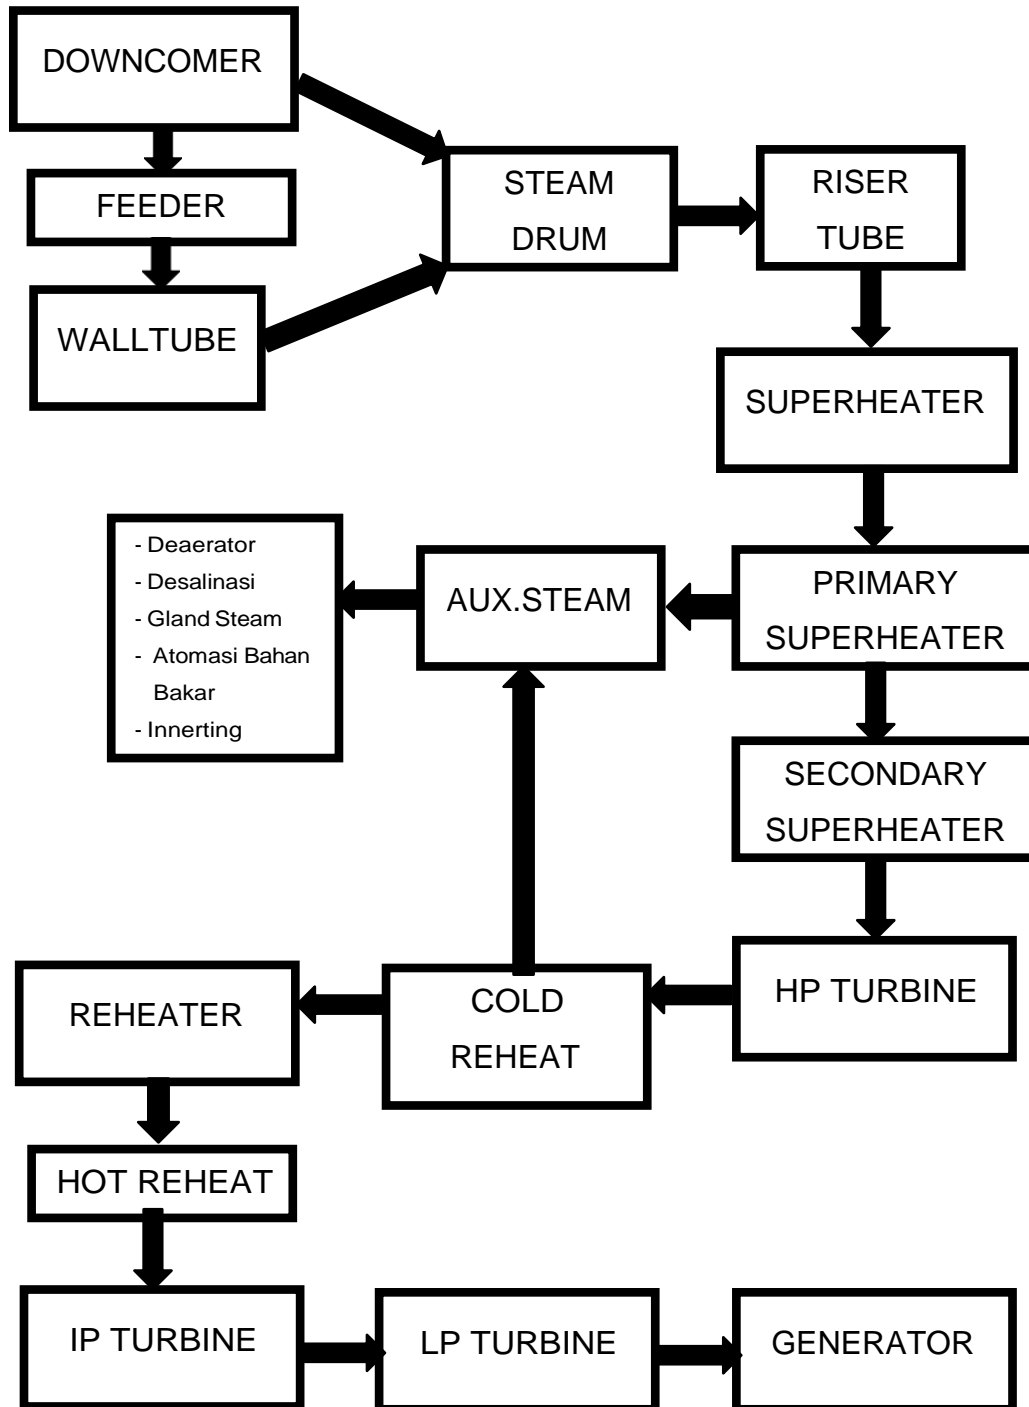 DOWNCOMER
FEEDER
WALLTUBE
STEAM
DRUM
RISER
TUBE
SUPERHEATER
PRIMARY
SUPERHEATER
AUX.STEAM
- Deaerator
- Desalinasi
- Gland Steam
- Atomasi Bahan
Bakar
- Innerting
SECONDARY
SUPERHEATER
HP TURBINE
COLD
REHEAT
REHEATER
HOT REHEAT
IP TURBINE
LP TURBINE
GENERATOR